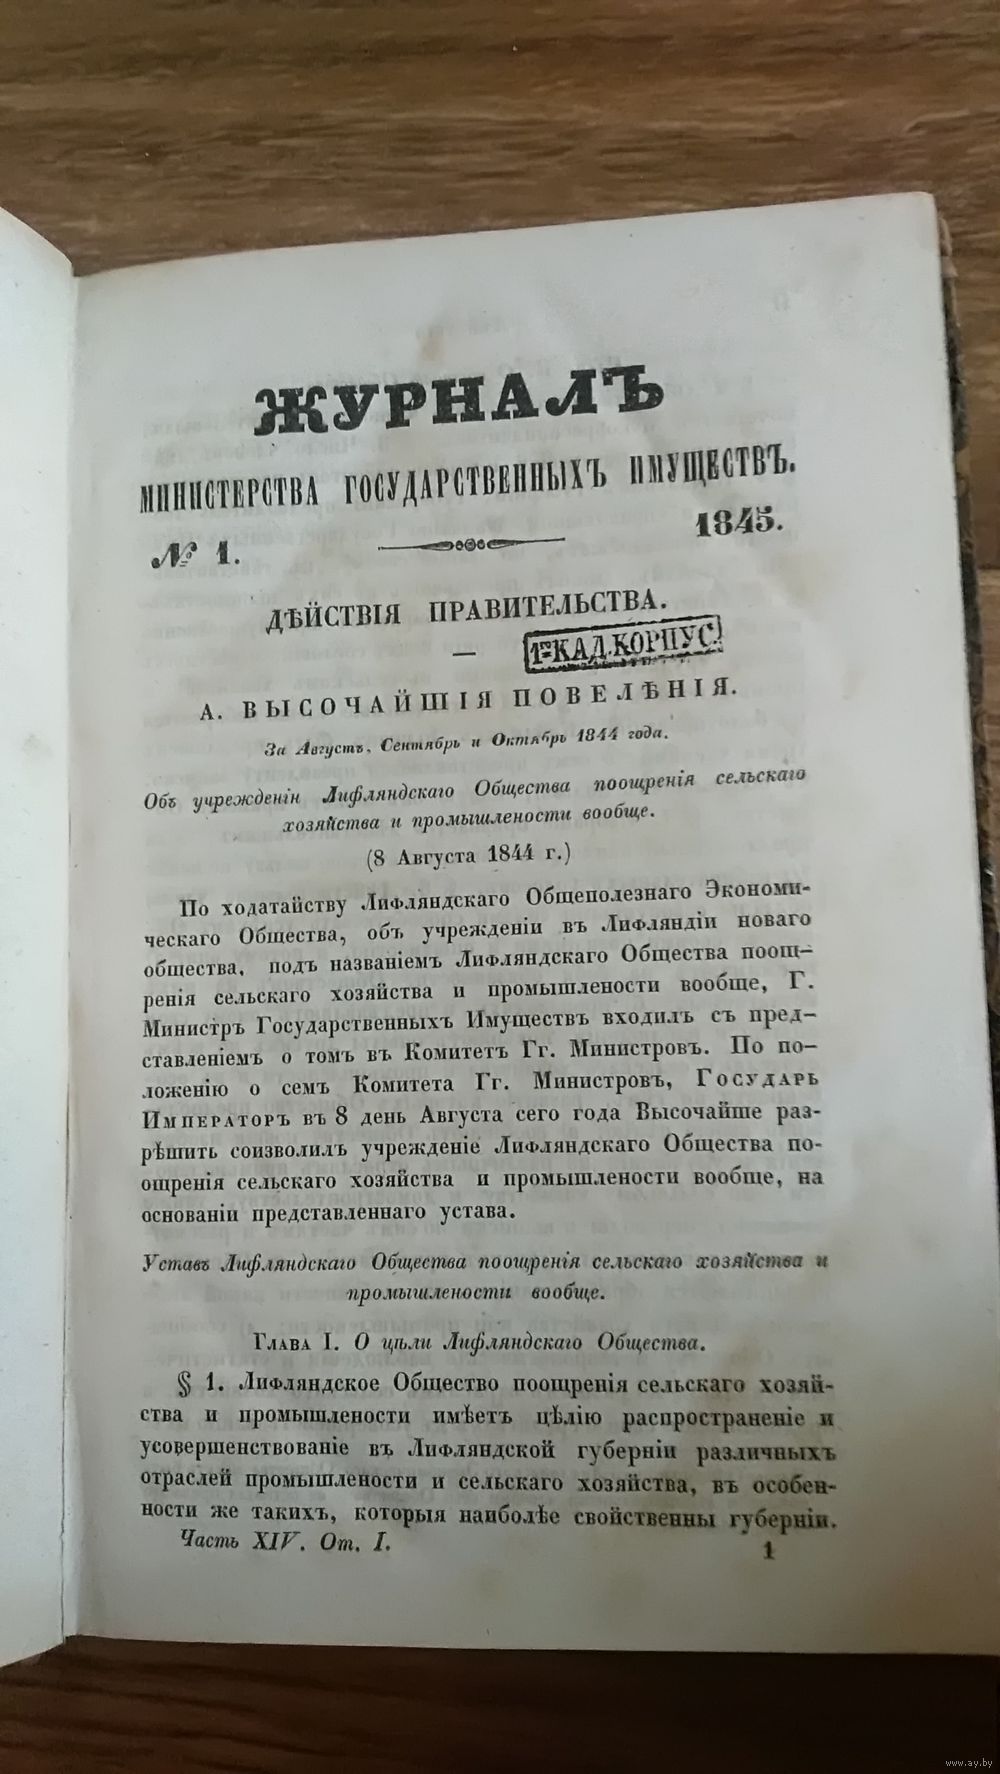 ЖУРНАЛЪ
МИНИСТЕРСТВА ГОСУДАРСТВЕННЫХЪ ИМУЩЕСТВЪ.
№ 1.
1845.
ДѢЙСТВІЯ ПРАВИТЕЛЬСТВА.
1го КАД. КОРПУС.
—
А. ВЫСОЧАЙШІЯ ПОВЕЛѢНІЯ.
За Августъ, Сентябрь и Октябрь 1844 года.
Объ учрежденіи Лифляндскаго Общества поощренія сельскаго
хозяйства и промышлености вообще.
(8 Августа 1844 г.)
По ходатайству Лифляндскаго Общеполезнаго Экономи-
ческаго Общества, объ учрежденіи въ Лифляндіи новаго
общества, подъ названіемъ Лифляндскаго Общества поощ-
ренія сельскаго хозяйства и промышлености вообще, Г.
Министръ Государственныхъ Имуществъ входилъ съ пред-
ставленіемъ о томъ въ Комитетъ Гг. Министровъ. По по-
ложенію о семъ Комитета Гг. Министровъ, Государь
Императоръ въ 8 день Августа сего года Высочайше раз-
рѣшить соизволилъ учрежденіе Лифляндскаго Общества по-
ощренія сельскаго хозяйства и промышлености вообще, на
основаніи представленнаго устава.
Уставъ Лифляндскаго Общества поощренія сельскаго хозяйства и
промышлености вообще.
Глава I. О цѣли Лифляндскаго Общества.
§ 1. Лифляндское Общество поощренія сельскаго хозяй-
ства и промышлености имѣетъ цѣлію распространеніе и
усовершенствованіе въ Лифляндской губерніи различныхъ
отраслей промышлености и сельскаго хозяйства, въ особен-
ности же такихъ, которыя наиболѣе свойственны губерніи.
Часть XIV. От. I.
1
www.ay.by